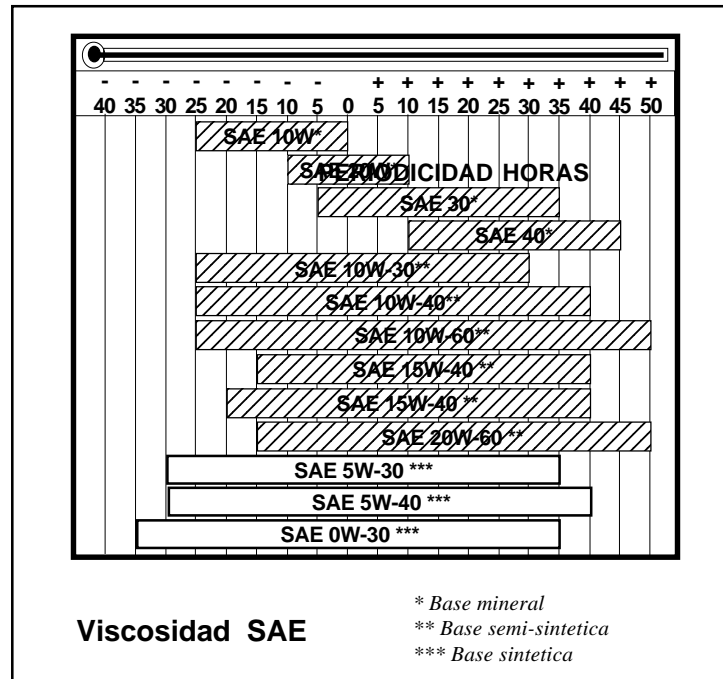 - - - - - - - - + + + + + + + + + +
40 35 30 25 20 15 10 5 0 5 10 15 20 25 30 35 40 45 50
SAE 10W*
SAE 20W*
PERIODICIDAD HORAS
SAE 30*
SAE 40*
SAE 10W-30**
SAE 10W-40**
SAE 10W-60**
SAE 15W-40 **
SAE 15W-40 **
SAE 20W-60 **
SAE 5W-30 ***
SAE 5W-40 ***
SAE 0W-30 ***
Viscosidad SAE
* Base mineral
** Base semi-sintetica
*** Base sintetica